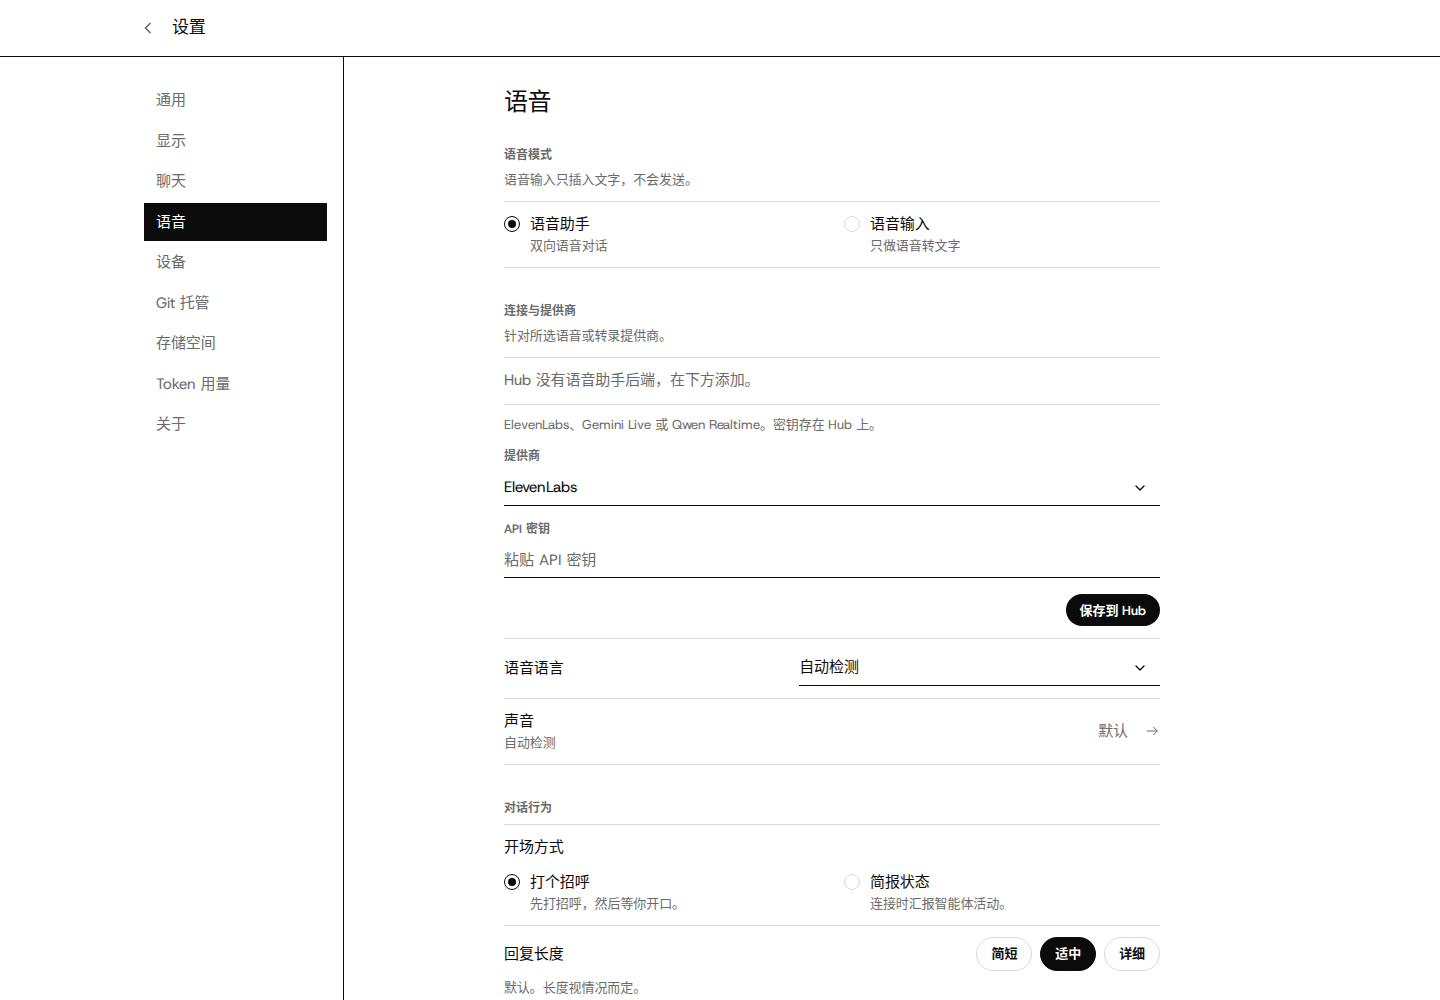 设置
通用
显示
聊天
语音
设备
Git 托管
存储空间
Token 用量
关于
语音
语音模式
语音输入只插入文字，不会发送。
语音助手
双向语音对话
语音输入
只做语音转文字
连接与提供商
针对所选语音或转录提供商。
Hub 没有语音助手后端，在下方添加。
ElevenLabs、Gemini Live 或 Qwen Realtime。密钥存在 Hub 上。
提供商
ElevenLabs
API 密钥
粘贴 API 密钥
保存到 Hub
语音语言
自动检测
声音
自动检测
默认
对话行为
开场方式
打个招呼
先打招呼，然后等你开口。
简报状态
连接时汇报智能体活动。
回复长度
简短
适中
详细
默认。长度视情况而定。